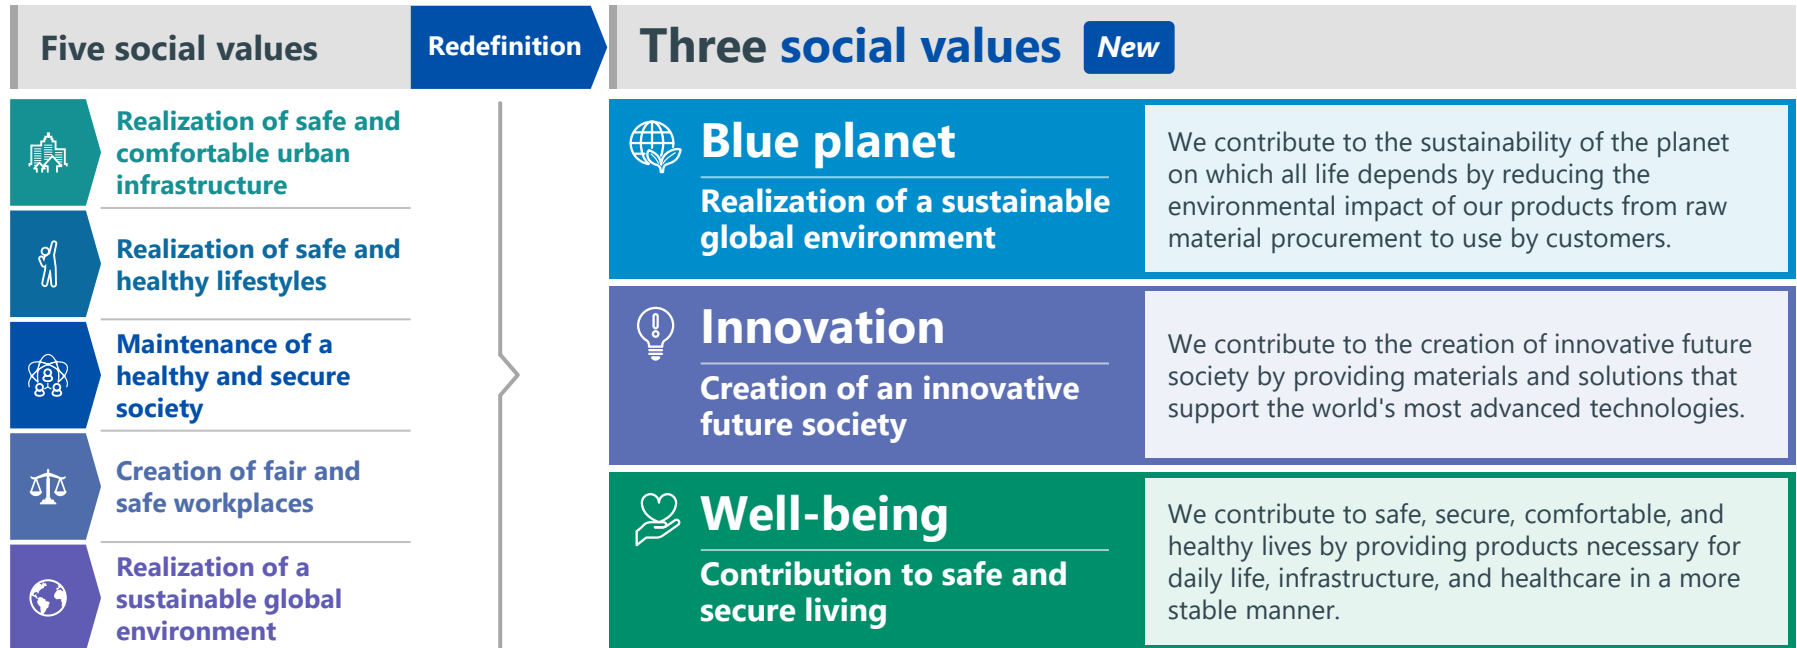 Five social values
Redefinition
Three social values New
Realization of safe and
comfortable urban
infrastructure
Realization of safe and
healthy lifestyles
Maintenance of a
healthy and secure
society
Creation of fair and
safe workplaces
Realization of a
sustainable global
environment
Blue planet
Realization of a sustainable
global environment
We contribute to the sustainability of the planet
on which all life depends by reducing the
environmental impact of our products from raw
material procurement to use by customers.
Innovation
Creation of an innovative
future society
We contribute to the creation of innovative future
society by providing materials and solutions that
support the world's most advanced technologies.
Well-being
Contribution to safe and
secure living
We contribute to safe, secure, comfortable, and
healthy lives by providing products necessary for
daily life, infrastructure, and healthcare in a more
stable manner.